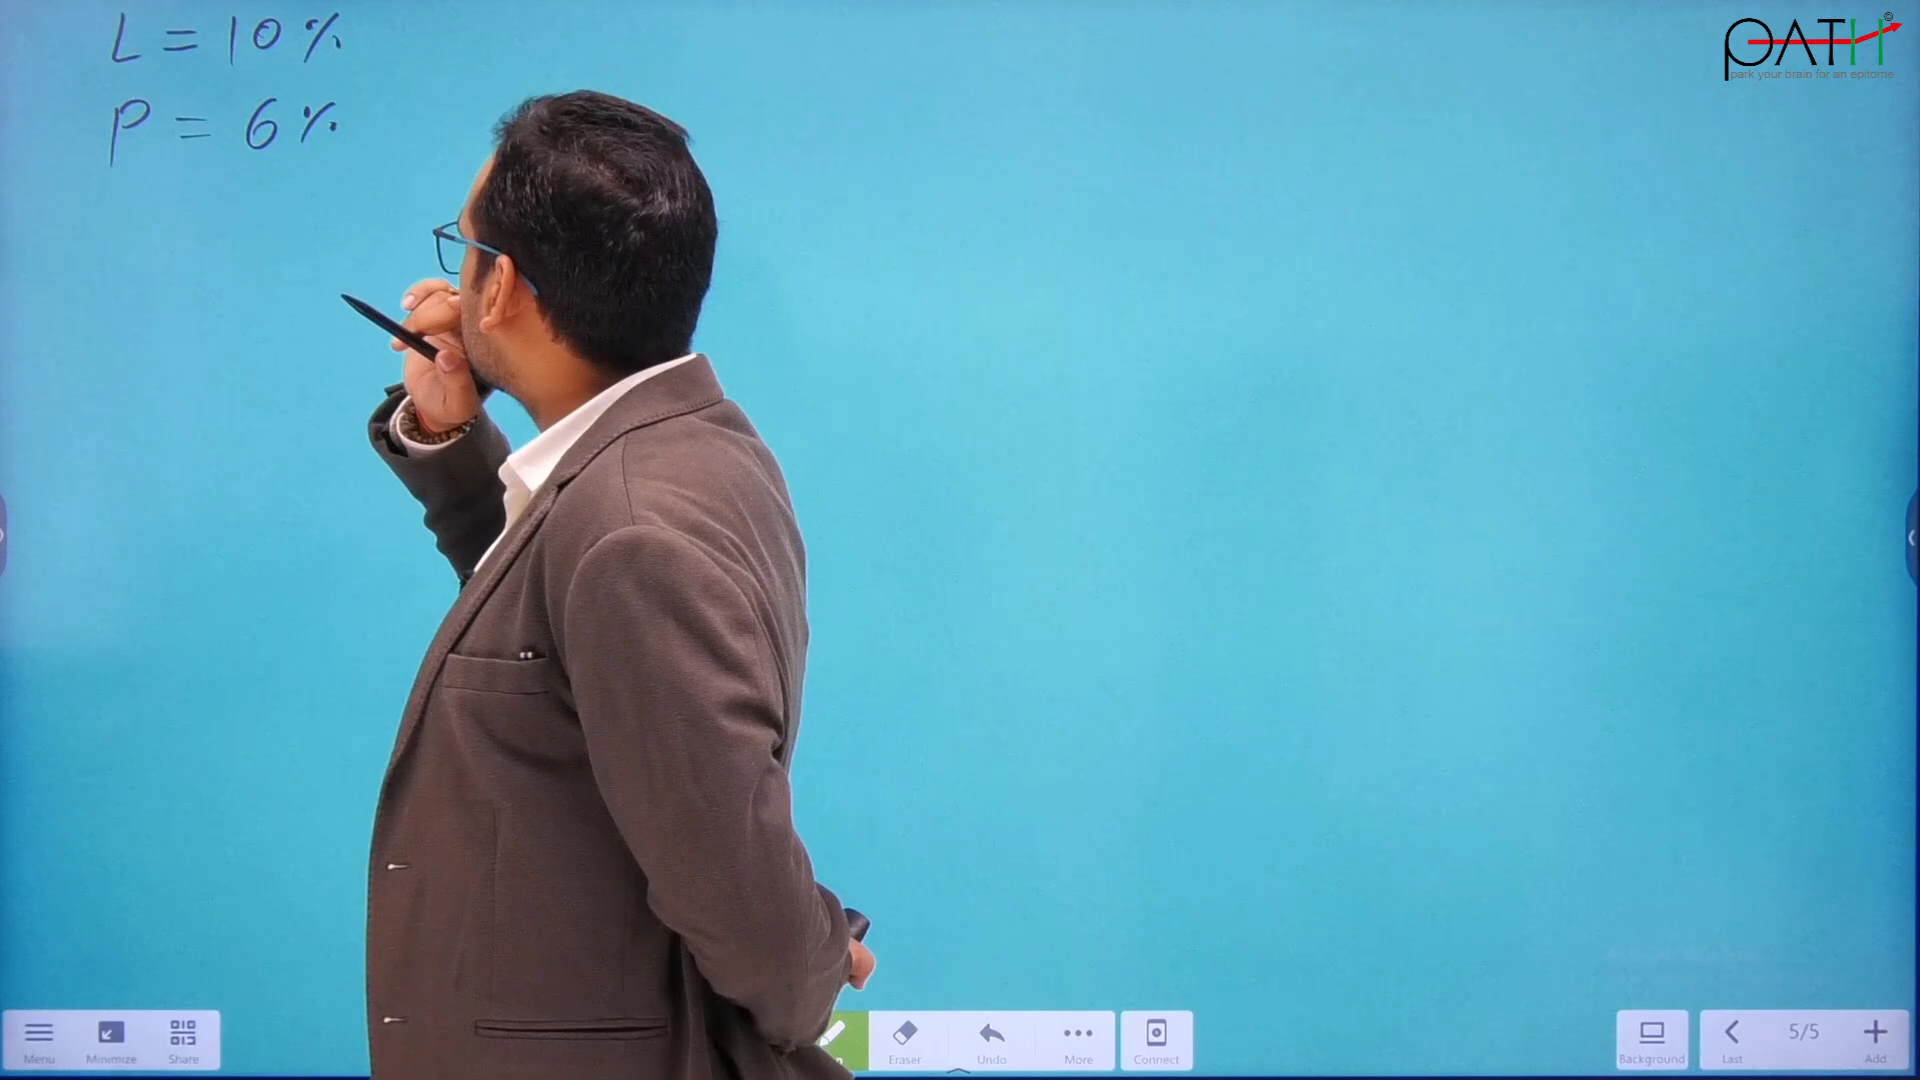 L = 10%
P = 6%
PATH©
park your brain for an epitome
Menu
Minimize
Share
Eraser
Undo
More
Connect
Background
Last
5/5
Add